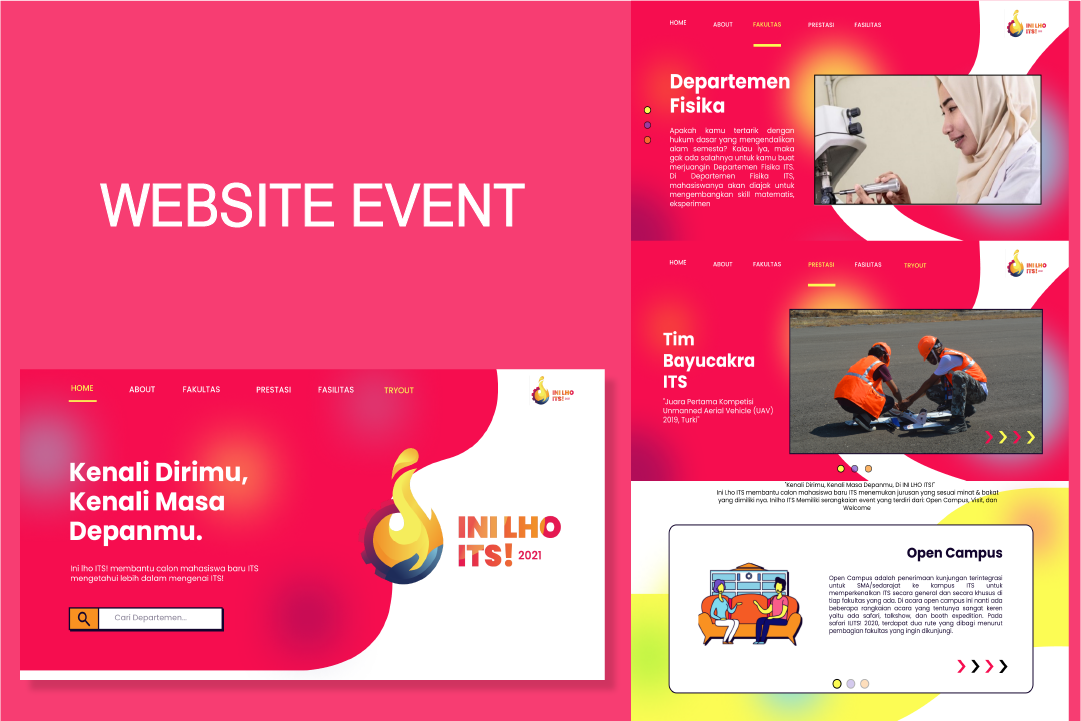 WEBSITE EVENT
HOME ABOUT FAKULTAS PRESTASI FASILITAS TRYOUT
INI LHO
ITS!
Kenali Dirimu,
Kenali Masa
Depanmu.
Ini lho ITS! membantu calon mahasiswa baru ITS
mengetahui lebih dalam mengenai ITS!
Cari Departemen...
INI LHO
ITS! 2021
HOME ABOUT FAKULTAS PRESTASI FASILITAS
INI LHO
ITS!
Departemen
Fisika
Apakah kamu tertarik dengan
hukum dasar yang mengendalikan
alam semesta? Kalau iya, maka
gak ada salahnya untuk kamu buat
merjuangin Departemen Fisika ITS.
Di Departemen Fisika ITS,
mahasiswanya akan diajak untuk
mengembangkan skill matematis,
eksperimen
HOME ABOUT FAKULTAS PRESTASI FASILITAS TRYOUT
INI LHO
ITS!
Tim
Bayucakra
ITS
"Juara Pertama Kompetisi
Unmanned Aerial Vehicle (UAV)
2019, Turki"
"Kenali Dirimu, Kenali Masa Depanmu, Di INI LHO ITS!"
Ini Lho ITS membantu calon mahasiswa baru ITS menemukan jurusan yang sesuai minat & bakat
yang dimiliki nya. Inilho ITS Memiliki serangkaian event yang terdiri dari: Open Campus, Visit, dan
Welcome
Open Campus
Open Campus adalah penerimaan kunjungan terintegrasi
untuk SMA/sedarajat ke kampus ITS untuk
memperkenalkan ITS secara general dan secara khusus di
tiap fakultas yang ada. Di acara open campus ini nanti ada
beberapa rangkaian acara yang tentunya sangat keren
yaitu ada safari, talkshow, dan booth expedition. Pada
safari IUTS! 2020, terdapat dua rute yang dibagi menurut
pembagian fakultas yang ingin dikunjungi.